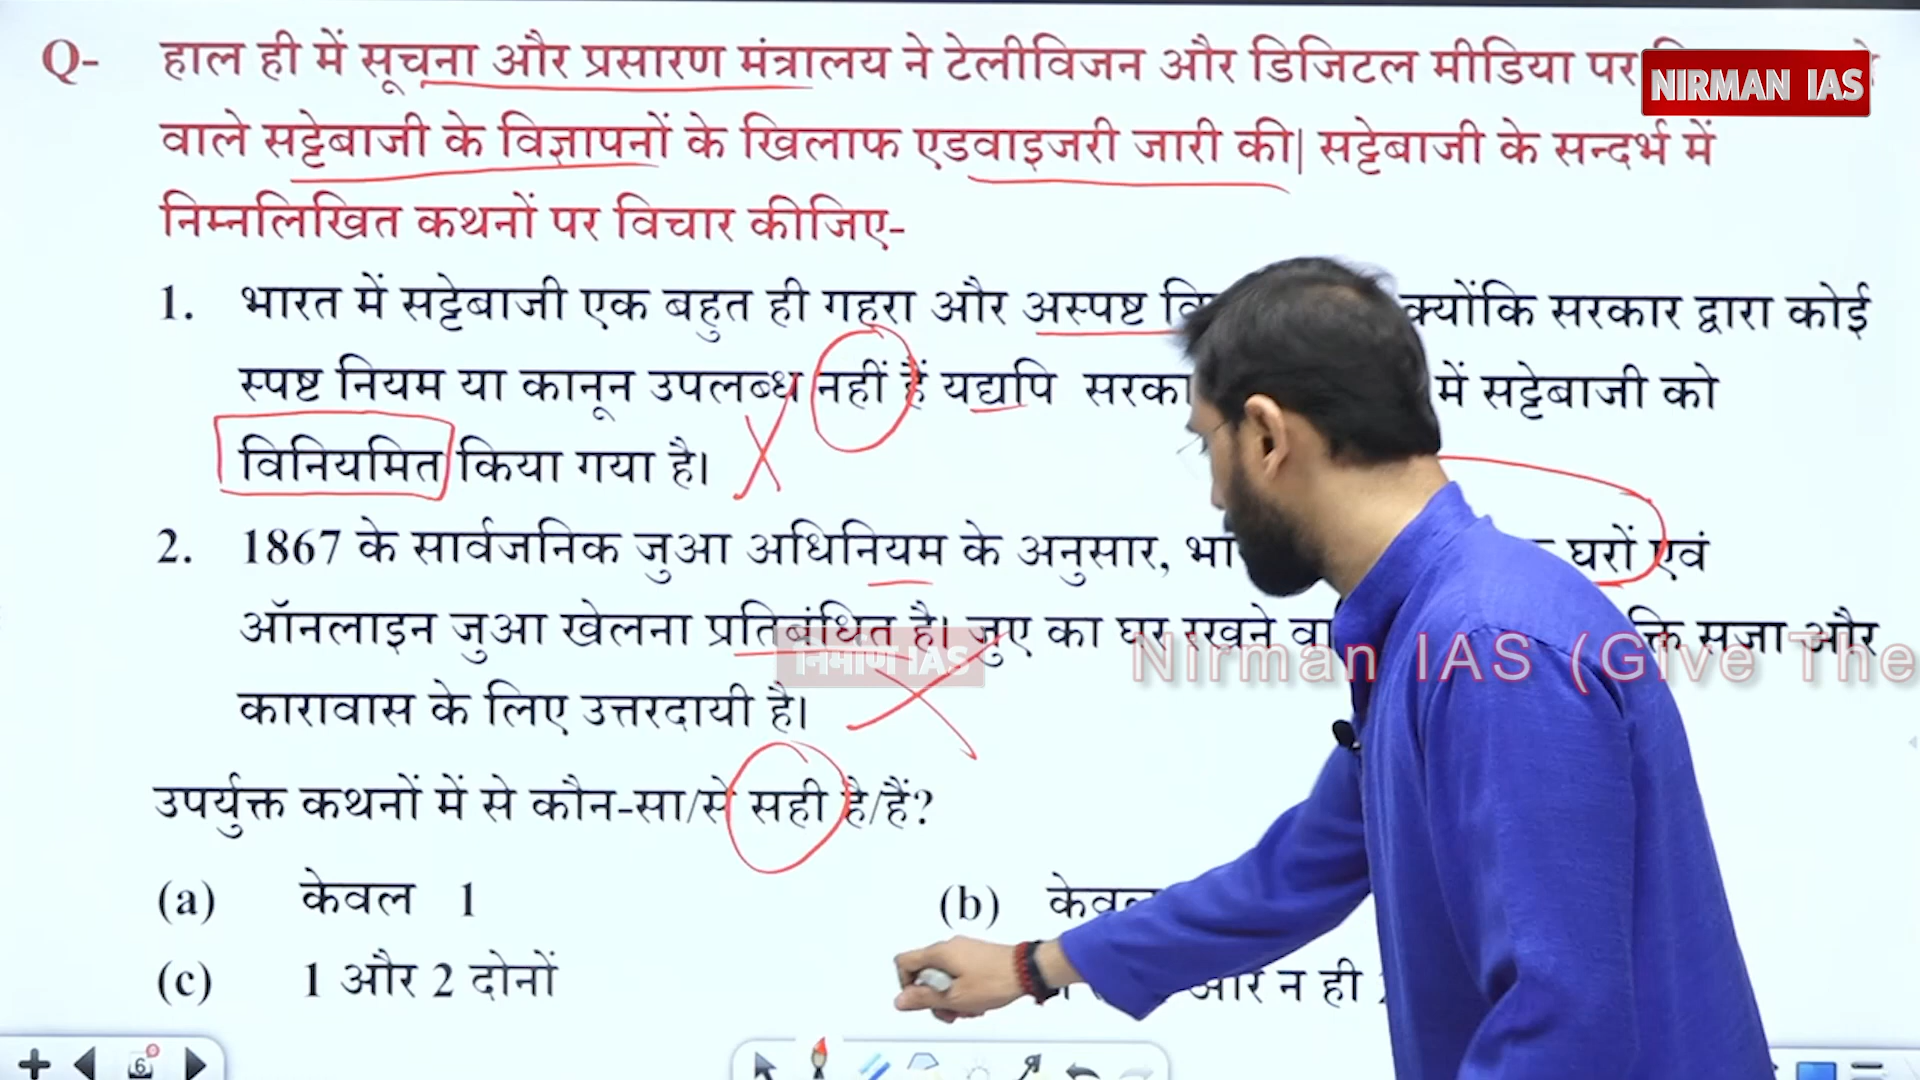 Q- हाल ही में सूचना और प्रसारण मंत्रालय ने टेलीविजन और डिजिटल मीडिया पर
NIRMAN IAS
वाले सट्टेबाजी के विज्ञापनों के खिलाफ एडवाइजरी जारी की| सट्टेबाजी के सन्दर्भ में
निम्नलिखित कथनों पर विचार कीजिए-
1. भारत में सट्टेबाजी एक बहुत ही गहरा और अस्पष्ट क्योंकि सरकार द्वारा कोई
स्पष्ट नियम या कानून उपलब्ध नहीं हैं यद्यपि में सट्टेबाजी को
विनियमित किया गया है।
2. 1867 के सार्वजनिक जुआ अधिनियम के अनुसार, घरों एवं
ऑनलाइन जुआ खेलना प्रतिबंधित है। जुए का घर रखने सजा और
निर्माण IAS
Nirman IAS (Give The
कारावास के लिए उत्तरदायी है।
उपर्युक्त कथनों में से कौन-सा/से सही है/हैं?
(a) केवल 1 (b)
(c) 1 और 2 दोनों और न ही
6